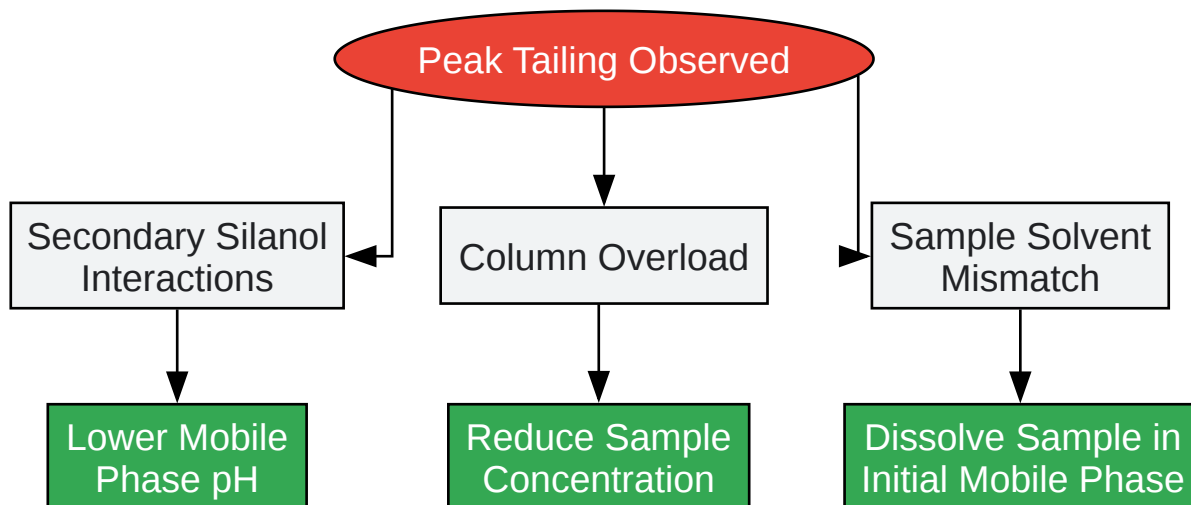 Peak Tailing Observed
Secondary Silanol
Interactions
Column Overload
Sample Solvent
Mismatch
Lower Mobile
Phase pH
Reduce Sample
Concentration
Dissolve Sample in
Initial Mobile Phase